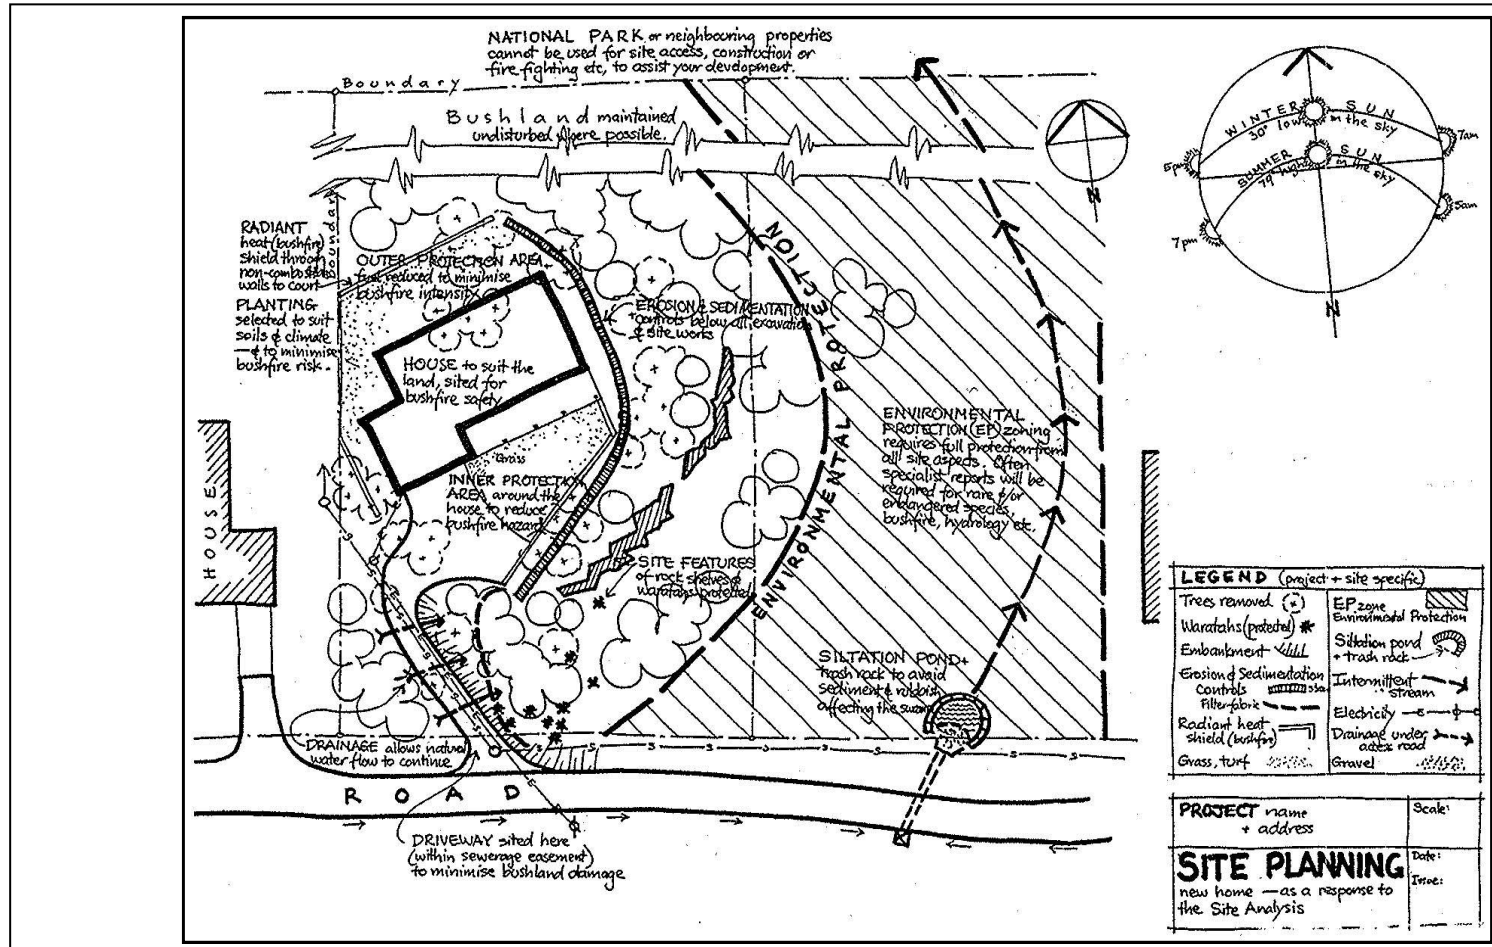 NATIONAL PARK or neighbouring properties
cannot be used for site access, construction or
fire fighting etc, to assist your development.
Boundary
Bushland maintained
undisturbed where possible.
N
WINTER SUN
30° low in the sky
SUMMER SUN
79° high in the sky
7am
5pm
5am
7pm
N
Boundary
RADIANT
heat (bushfire)
shield through
non-combustible
walls to court
PLANTING
selected to suit
soils & climate
— & to minimise
bushfire risk.
OUTER PROTECTION AREA
fuel reduced to minimise
bushfire intensity
EROSION & SEDIMENTATION
controls below all excavation
& site works
HOUSE to suit the
land, sited for
bushfire safety
Grass
INNER PROTECTION
AREA around the
house to reduce
bushfire hazard
SITE FEATURES
of rock shelves &
waratahs protected
ENVIRONMENTAL PROTECTION
ENVIRONMENTAL
PROTECTION (EP) zoning
requires full protection from
all site aspects. Often
specialist reports will be
required for rare &/or
endangered species,
bushfire, hydrology etc.
HOUSE
SILTATION POND +
trash rack to avoid
sediment & rubbish
affecting the swamp
DRAINAGE allows natural
water flow to continue
S S S S S S
ROAD
DRIVEWAY sited here
(within sewerage easement)
to minimise bushland damage
LEGEND (project + site specific)
Trees removed
Waratahs (protected)
Embankment
Erosion & Sedimentation
Controls
Filter fabric
Radiant heat
shield (bushfire)
Grass, turf
EP zone
Environmental Protection
Siltation pond
+ trash rack
Intermittent
stream
Electricity
Drainage under
access road
Gravel
PROJECT name
+ address
Scale:
SITE PLANNING
new home — as a response to
the Site Analysis
Date:
Issue: